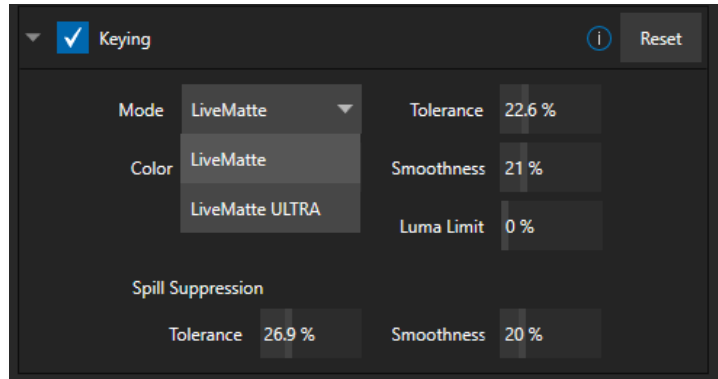 Keying
Reset
Mode LiveMatte Tolerance 22.6 %
Color LiveMatte Smoothness 21 %
LiveMatte ULTRA
Luma Limit 0 %
Spill Suppression
Tolerance 26.9 % Smoothness 20 %